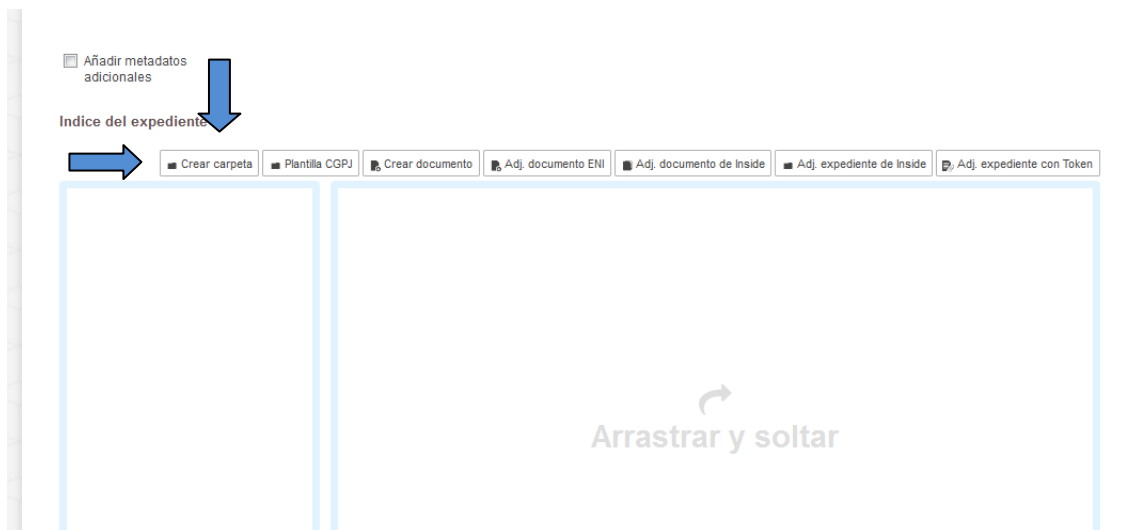 Añadir metadatos
adicionales
Indice del expediente
Crear carpeta Plantilla CGPJ Crear documento Adj. documento ENI Adj. documento de Inside Adj. expediente de Inside Adj. expediente con Token
Arrastrar y soltar